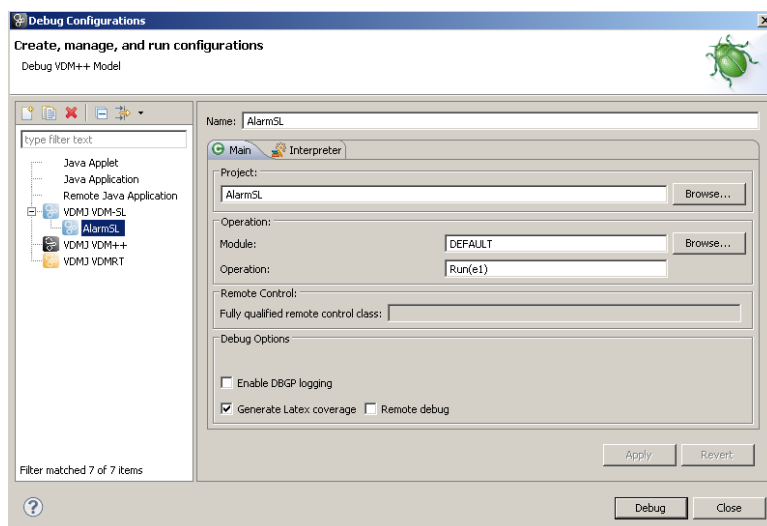 Debug Configurations
Create, manage, and run configurations
Debug VDM++ Model
type filter text
Java Applet
Java Application
Remote Java Application
VDMJ VDM-SL
AlarmSL
VDMJ VDM++
VDMJ VDMRT
Filter matched 7 of 7 items
Name: AlarmSL
Main Interpreter
Project:
AlarmSL Browse...
Operation:
Module: DEFAULT Browse...
Operation: Run(e1)
Remote Control:
Fully qualified remote control class:
Debug Options
Enable DBGP logging
Generate Latex coverage Remote debug
Apply Revert
Debug Close